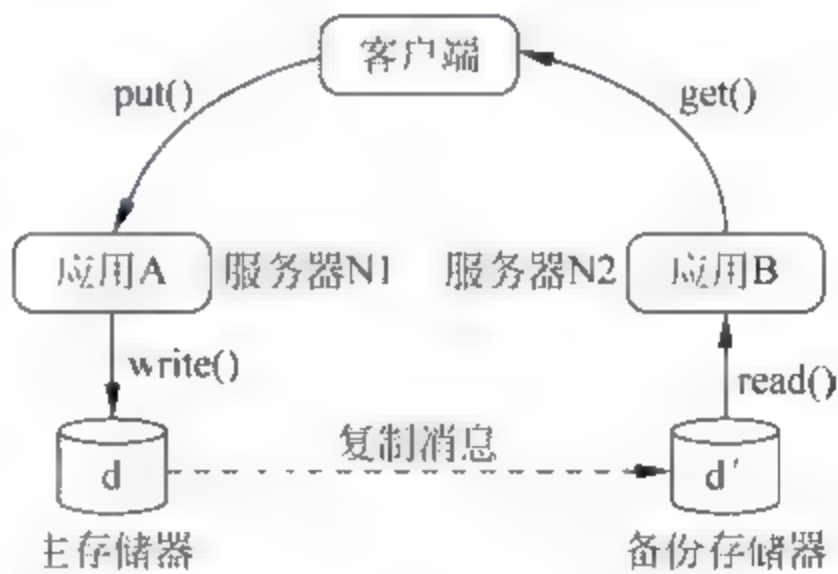 客户端
put()
get()
应用A
服务器N1
服务器N2
应用B
write()
read()
复制消息
d
d′
主存储器
备份存储器